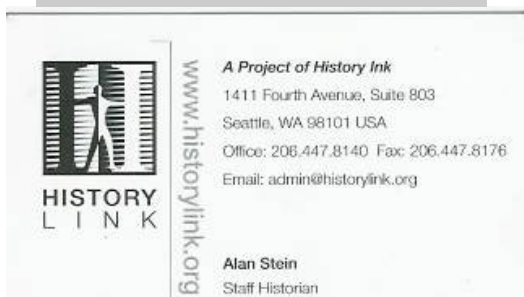 HISTORY
LINK
www.historylink.org
A Project of History Ink
1411 Fourth Avenue, Suite 803
Seattle, WA 98101 USA
Office: 206.447.8140 Fax: 206.447.8176
Email: admin@historylink.org
Alan Stein
Staff Historian